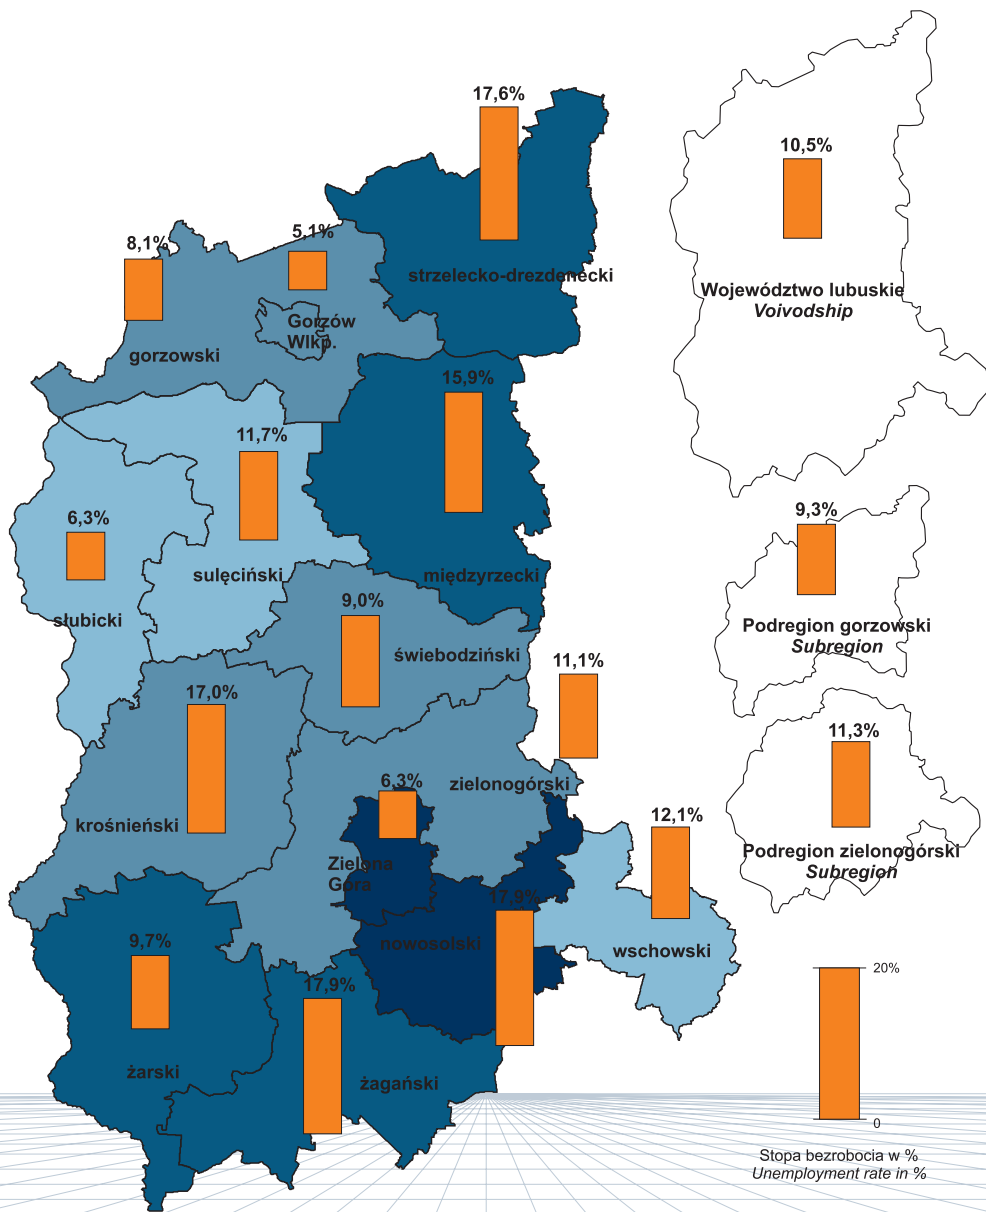 17,6%
strzelecko-drezdenecki
8,1%
gorzowski
5,1%
Gorzów
Wlkp.
15,9%
międzyrzecki
11,7%
sulęciński
6,3%
słubicki
9,0%
świebodziński
17,0%
krośnieński
11,1%
zielonogórski
6,3%
Zielona
Góra
17,9%
nowosolski
12,1%
wschowski
9,7%
żarski
17,9%
żagański
10,5%
Województwo lubuskie
Voivodship
9,3%
Podregion gorzowski
Subregion
11,3%
Podregion zielonogórski
Subregion
20%
0
Stopa bezrobocia w %
Unemployment rate in %